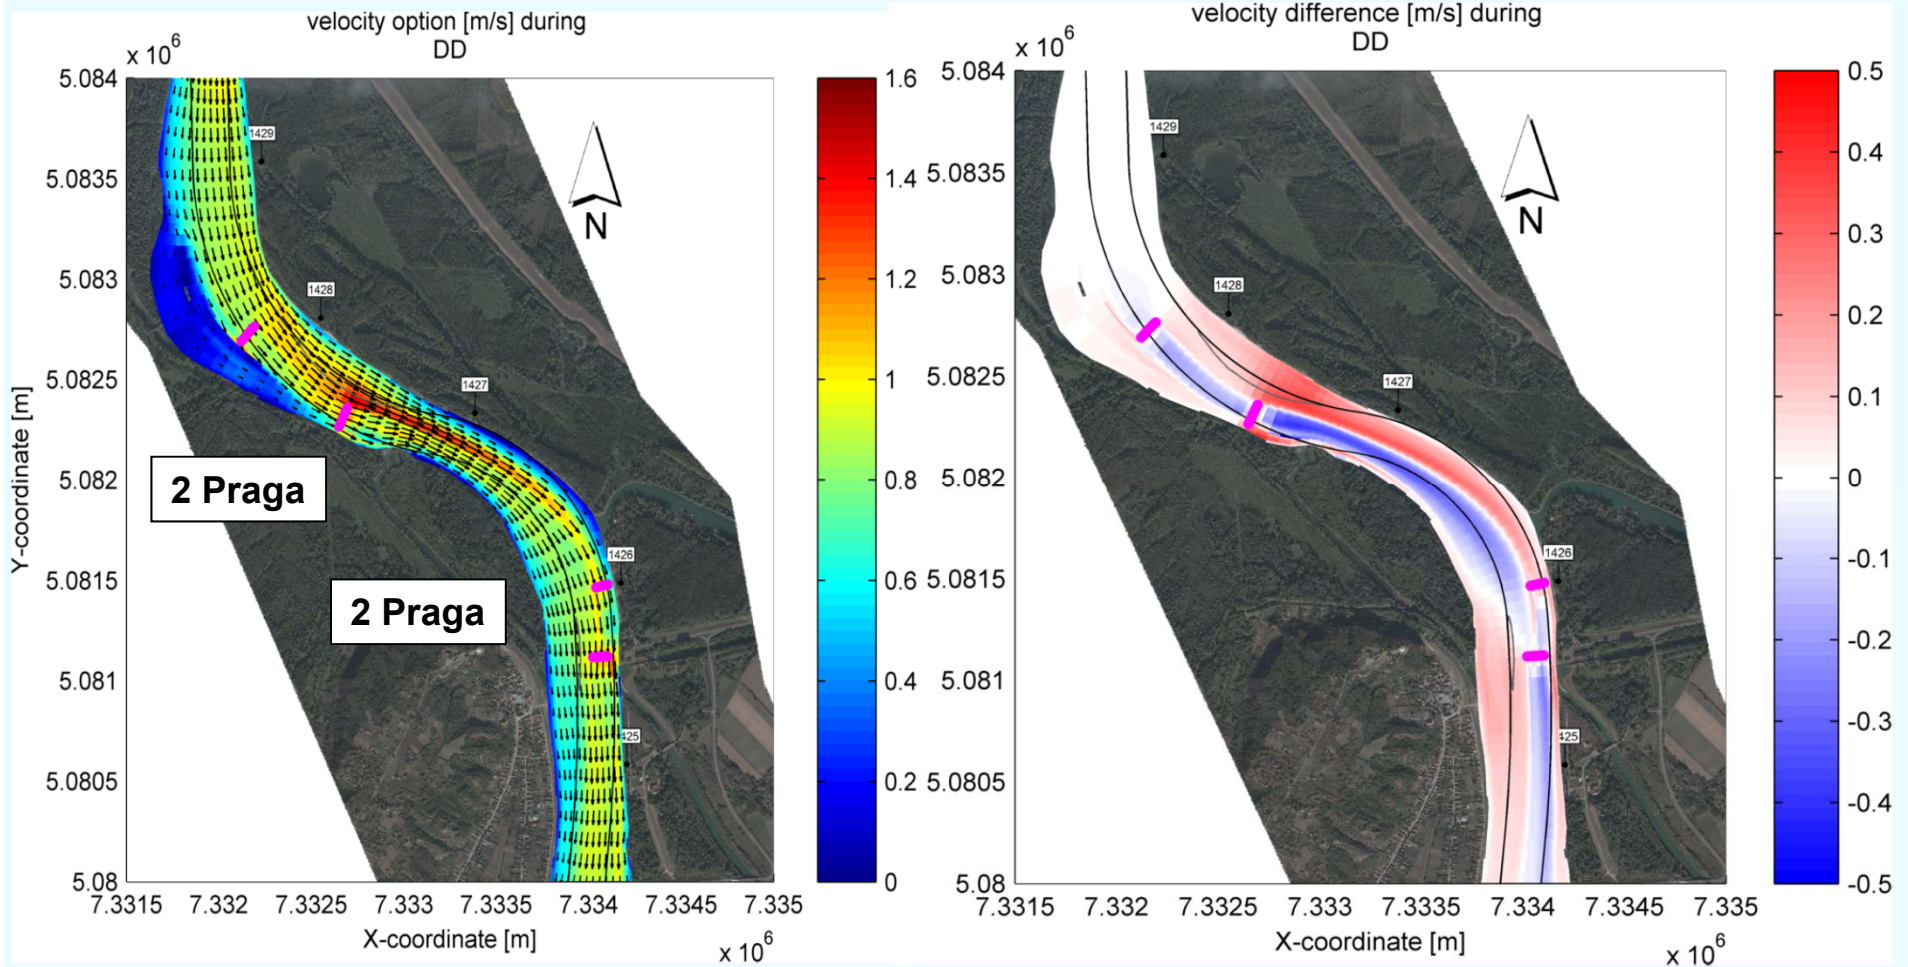 velocity option [m/s] during
DD
x 10^6
5.084
5.0835
5.083
5.0825
5.082
5.0815
5.081
5.0805
5.08
Y-coordinate [m]
7.3315 7.332 7.3325 7.333 7.3335 7.334 7.3345 7.335
X-coordinate [m]
x 10^6
1429
1428
1427
1426
425
N
2 Praga
2 Praga
1.6
1.4
1.2
1
0.8
0.6
0.4
0.2
0
velocity difference [m/s] during
DD
x 10^6
5.084
5.0835
5.083
5.0825
5.082
5.0815
5.081
5.0805
5.08
7.3315 7.332 7.3325 7.333 7.3335 7.334 7.3345 7.335
X-coordinate [m]
x 10^6
1429
1428
1427
1426
425
N
0.5
0.4
0.3
0.2
0.1
0
-0.1
-0.2
-0.3
-0.4
-0.5